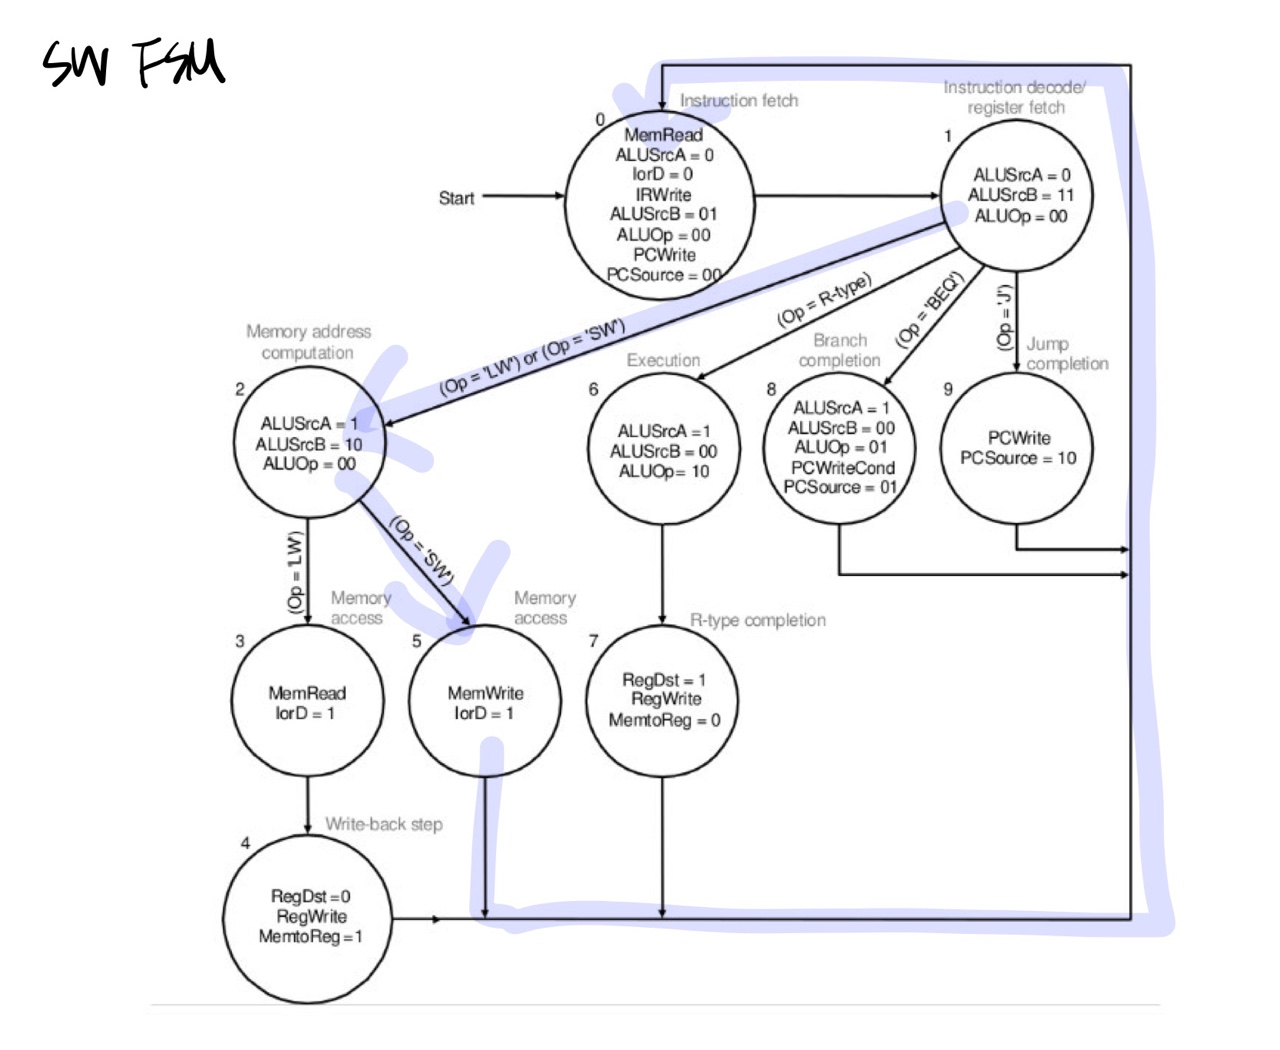 SW FSM
Instruction fetch
0
MemRead
ALUSrcA = 0
IorD = 0
IRWrite
ALUSrcB = 01
ALUOp = 00
PCWrite
PCSource = 00
Start
Instruction decode/
register fetch
1
ALUSrcA = 0
ALUSrcB = 11
ALUOp = 00
(Op = 'LW') or (Op = 'SW')
(Op = R-type)
(Op = 'BEQ')
(Op = 'J')
Memory address
computation
2
ALUSrcA = 1
ALUSrcB = 10
ALUOp = 00
Execution
6
ALUSrcA =1
ALUSrcB = 00
ALUOp= 10
Branch
completion
8
ALUSrcA = 1
ALUSrcB = 00
ALUOp = 01
PCWriteCond
PCSource = 01
Jump
completion
9
PCWrite
PCSource = 10
(Op = 'LW')
(Op = 'SW')
Memory
access
3
MemRead
IorD = 1
Memory
access
5
MemWrite
IorD = 1
R-type completion
7
RegDst = 1
RegWrite
MemtoReg = 0
Write-back step
4
RegDst =0
RegWrite
MemtoReg =1